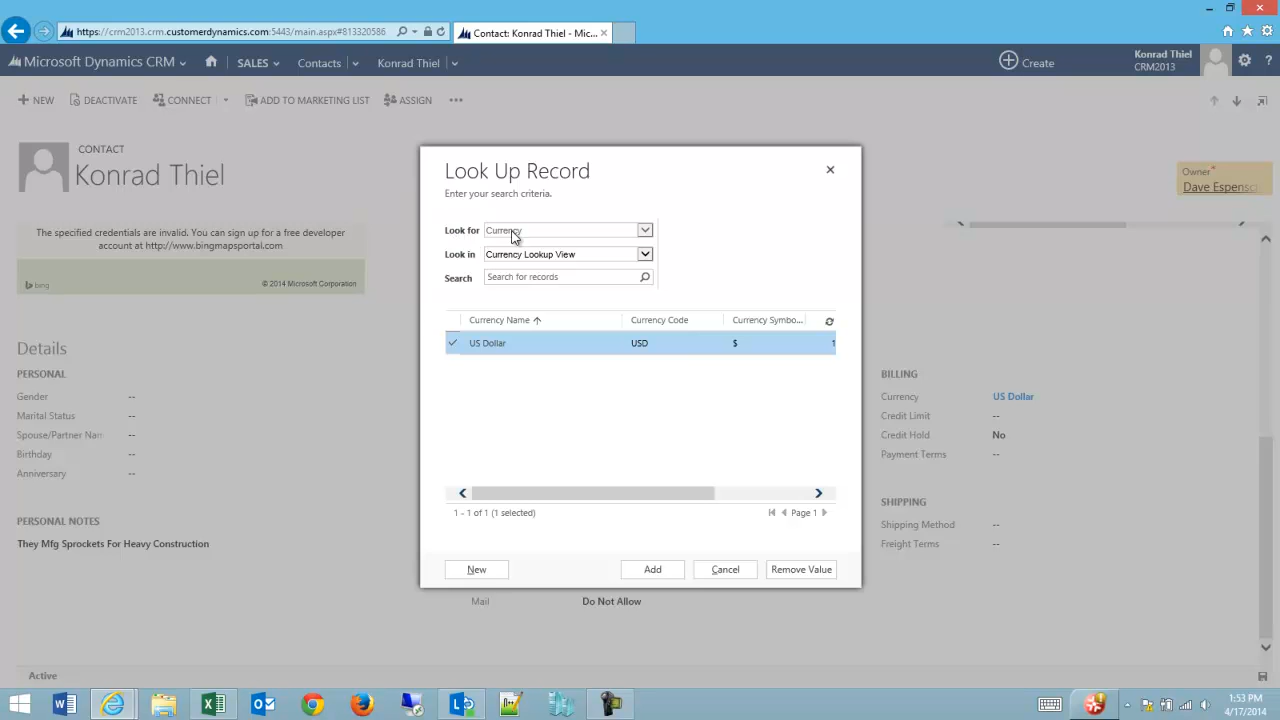 https://crm2013.crm.customerdynamics.com:5443/main.aspx#813320586
Contact: Konrad Thiel - Mic...
Microsoft Dynamics CRM
SALES
Contacts
Konrad Thiel
Create
Konrad Thiel
CRM2013
?
NEW
DEACTIVATE
CONNECT
ADD TO MARKETING LIST
ASSIGN
CONTACT
Konrad Thiel
Owner*
Dave Espensc
The specified credentials are invalid. You can sign up for a free developer
account at http://www.bingmapsportal.com
bing
© 2014 Microsoft Corporation
Details
PERSONAL
Gender --
Marital Status --
Spouse/Partner Nam --
Birthday --
Anniversary --
PERSONAL NOTES
They Mfg Sprockets For Heavy Construction
Look Up Record
Enter your search criteria.
Look for Currency
Look in Currency Lookup View
Search Search for records
Currency Name Currency Code Currency Symbo...
US Dollar USD $ 1
1 - 1 of 1 (1 selected)
Page 1
New
Add
Cancel
Remove Value
Mail Do Not Allow
BILLING
Currency US Dollar
Credit Limit --
Credit Hold No
Payment Terms --
SHIPPING
Shipping Method --
Freight Terms --
Active
1:53 PM
4/17/2014